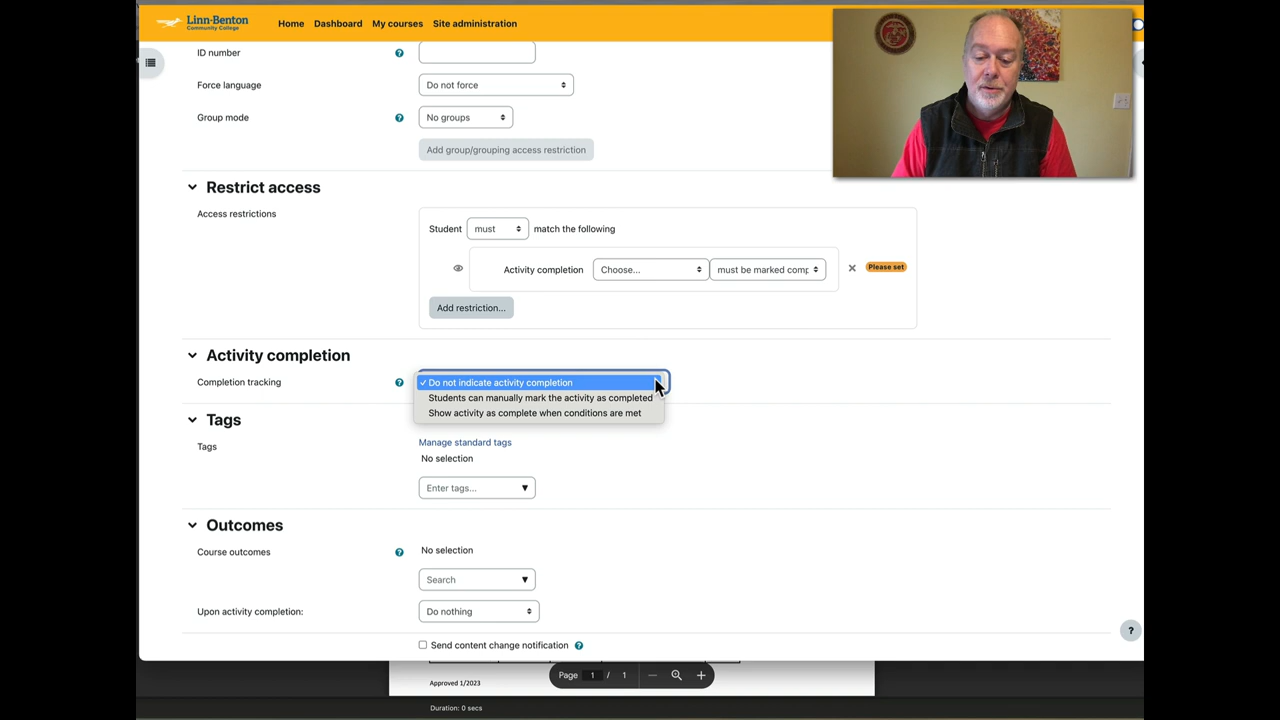 Linn-Benton
Community College
Home Dashboard My courses Site administration
ID number ?
Force language Do not force
Group mode ? No groups
Add group/grouping access restriction
Restrict access
Access restrictions
Student must match the following
Activity completion Choose... must be marked comp Please set
Add restriction...
Activity completion
Completion tracking ? ✓ Do not indicate activity completion
Students can manually mark the activity as completed
Show activity as complete when conditions are met
Tags
Manage standard tags
Tags
No selection
Enter tags... ▼
Outcomes
Course outcomes ? No selection
Search ▼
Upon activity completion: Do nothing
?
Send content change notification ?
Page 1 / 1 — +
Approved 1/2023
Duration: 0 secs